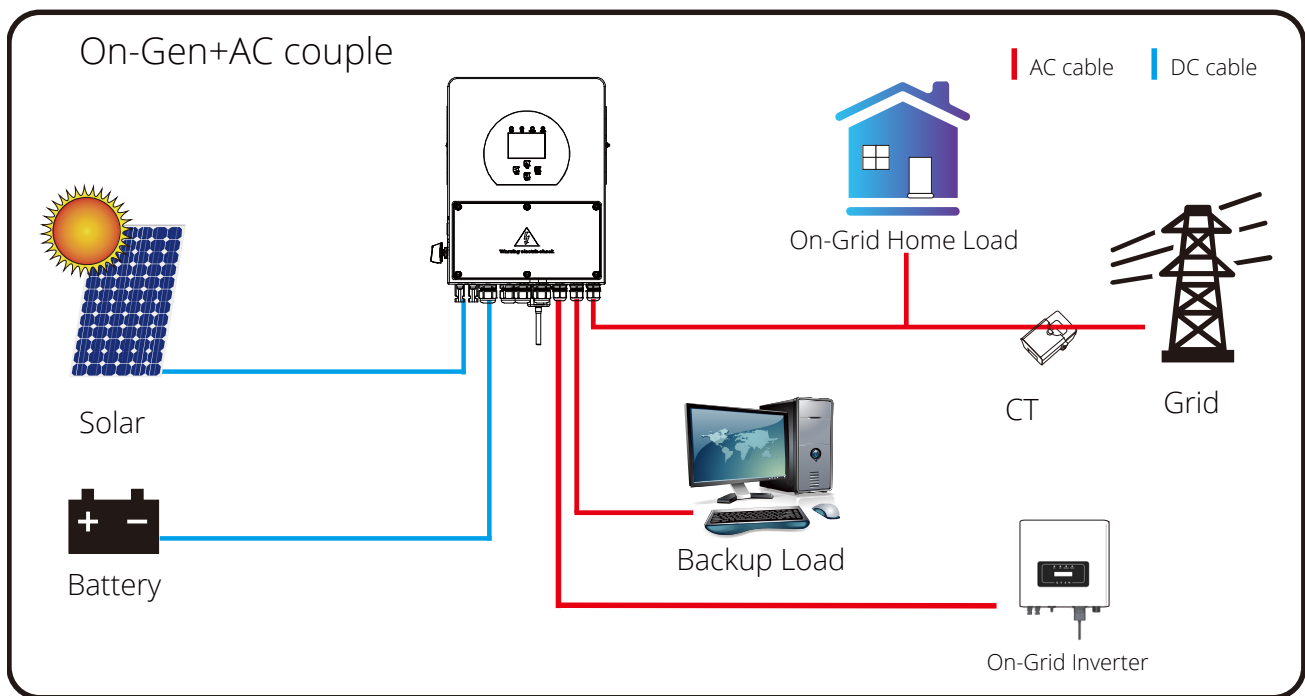 On-Gen+AC couple
AC cable
DC cable
On-Grid Home Load
Solar
CT
Grid
Battery
+ −
Backup Load
On-Grid Inverter